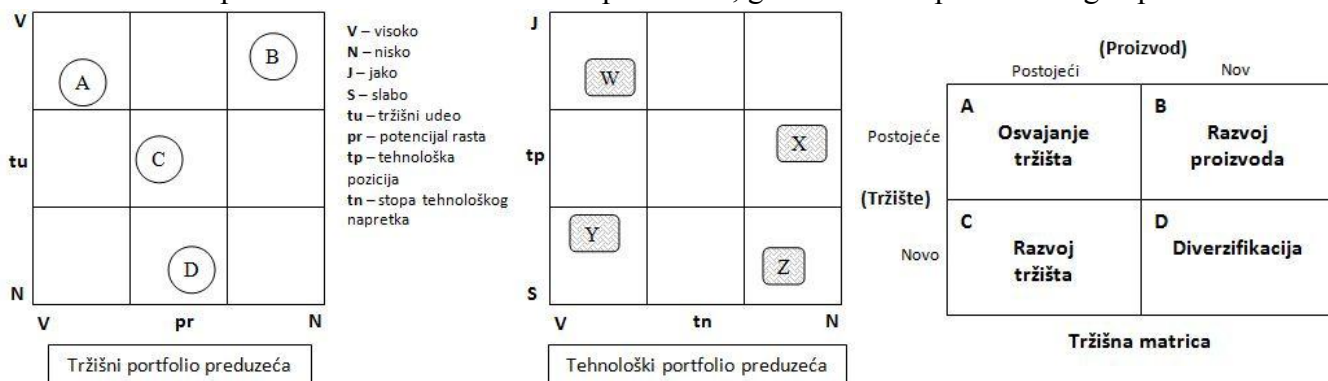 V
A
B
tu
C
D
N
V
pr
N
Tržišni portfolio preduzeća
V – visoko
N – nisko
J – jako
S – slabo
tu – tržišni udeo
pr – potencijal rasta
tp – tehnološka
pozicija
tn – stopa tehnološkog
napretka
J
W
tp
X
Y
Z
S
V
tn
N
Tehnološki portfolio preduzeća
(Proizvod)
Postojeći
Nov
Postojeće
(Tržište)
Novo
A
Osvajanje
tržišta
B
Razvoj
proizvoda
C
Razvoj
tržišta
D
Diverzifikacija
Tržišna matrica